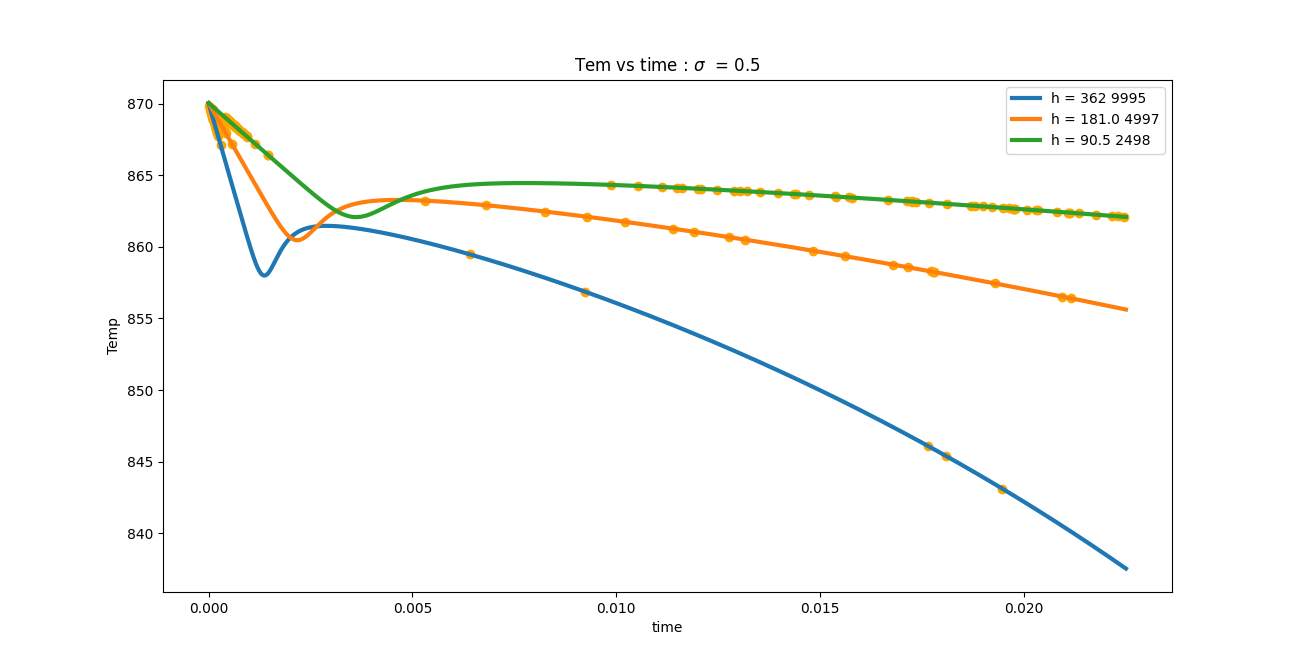 Tem vs time : σ = 0.5
h = 362 9995
h = 181.0 4997
h = 90.5 2498
870
865
860
855
850
845
840
Temp
0.000 0.005 0.010 0.015 0.020
time